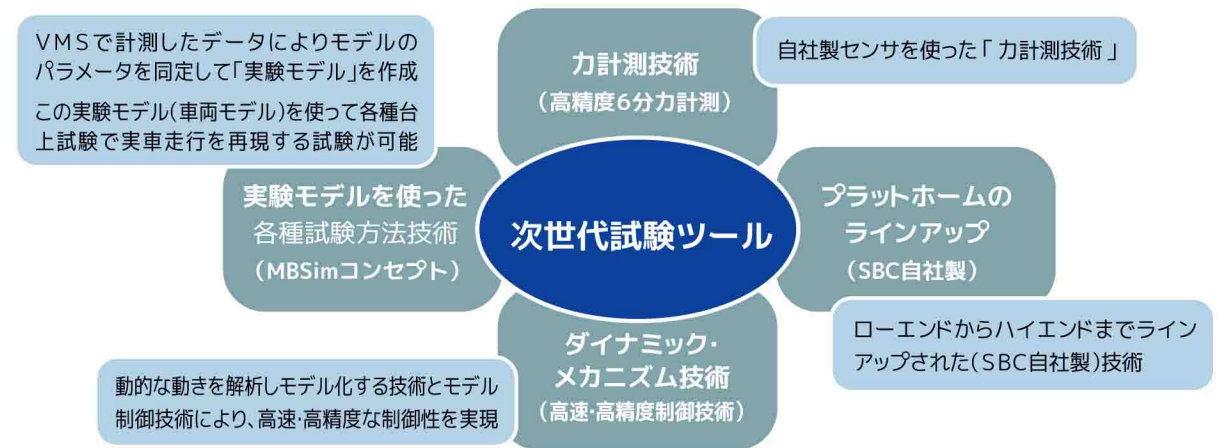 VMSで計測したデータによりモデルの
パラメータを同定して「実験モデル」を作成
この実験モデル(車両モデル)を使って各種台
上試験で実車走行を再現する試験が可能
力計測技術
(高精度6分力計測)
自社製センサを使った「力計測技術」
実験モデルを使った
各種試験方法技術
(MBSimコンセプト)
次世代試験ツール
プラットホームの
ラインアップ
(SBC自社製)
ローエンドからハイエンドまでライン
アップされた(SBC自社製)技術
ダイナミック・
メカニズム技術
(高速・高精度制御技術)
動的な動きを解析しモデル化する技術とモデル
制御技術により、高速・高精度な制御性を実現